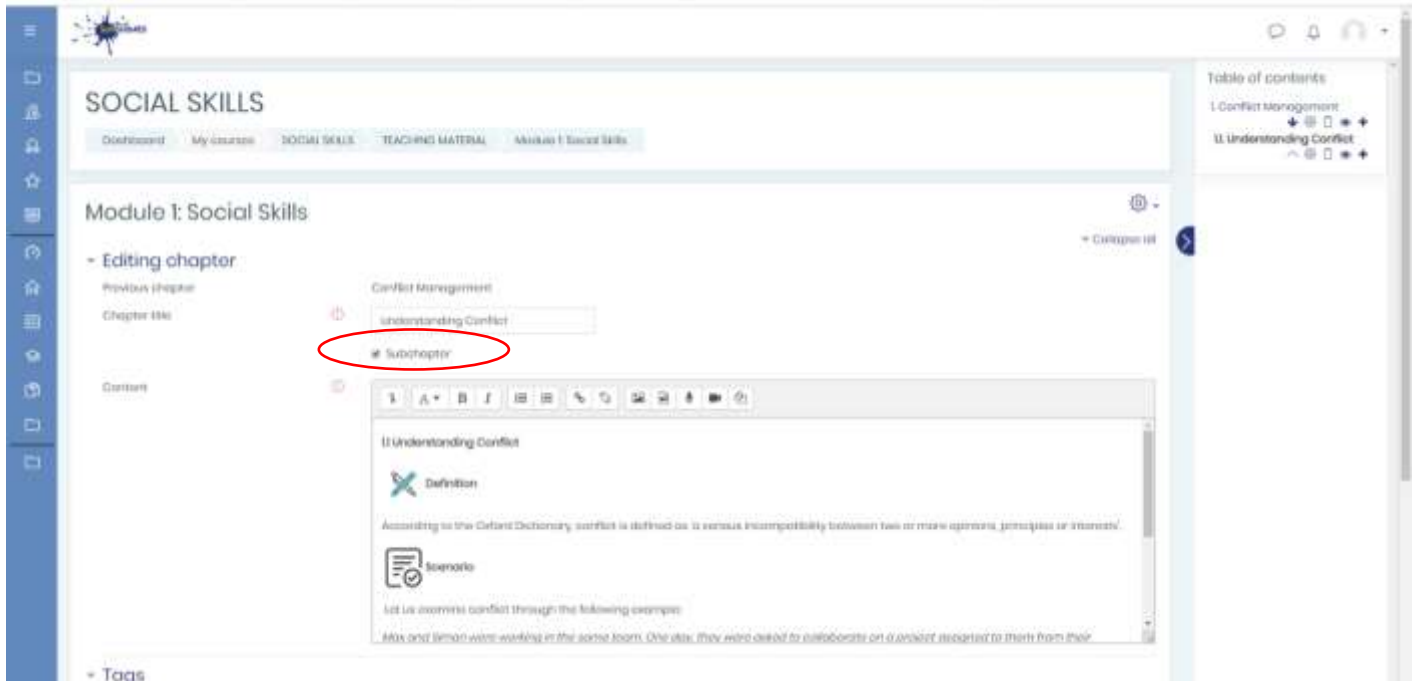 Table of contents
1. Conflict Management
1.1. Understanding Conflict
SOCIAL SKILLS
Dashboard My courses SOCIAL SKILLS TEACHING MATERIAL Module 1: Social Skills
Module 1: Social Skills
Collapse all
Editing chapter
Previous chapter Conflict Management
Chapter title Understanding Conflict
Subchapter
Content
A B I
1.1 Understanding Conflict
Definition
According to the Oxford Dictionary, conflict is defined as 'a serious incompatibility between two or more opinions, principles or interests'.
Scenario
Let us examine conflict through the following example:
Max and Simon were working in the same team. One day, they were asked to collaborate on a project assigned to them from their
Tags